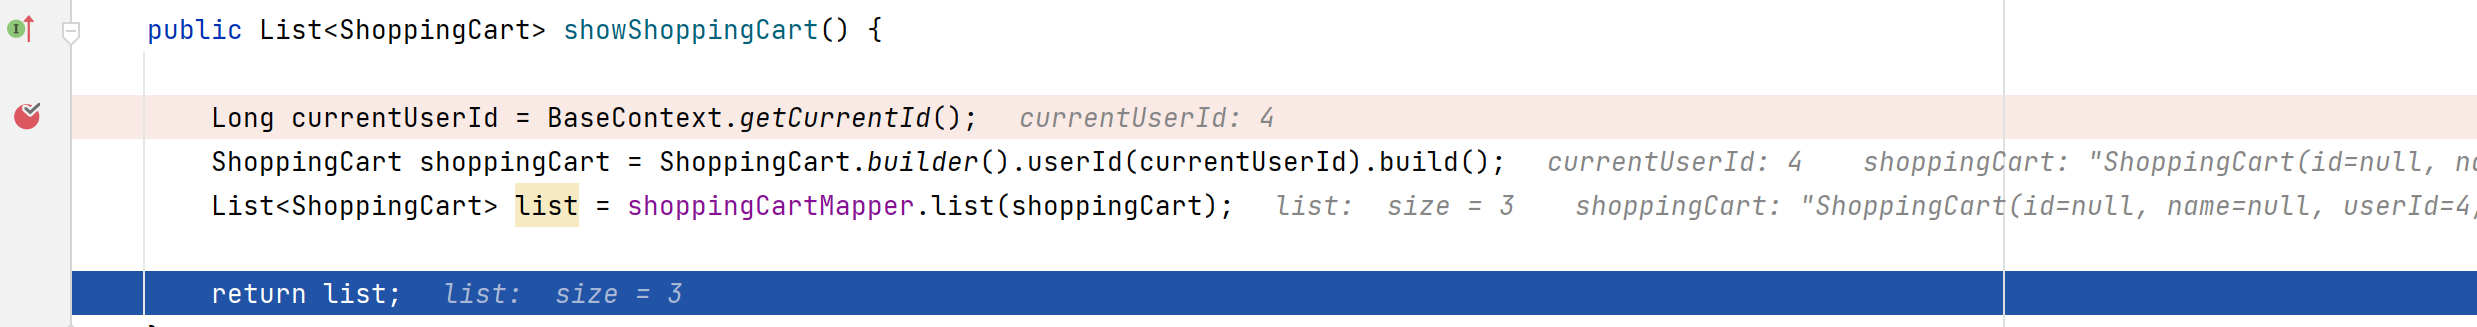 public List<ShoppingCart> showShoppingCart() {
Long currentUserId = BaseContext.getCurrentId(); currentUserId: 4
ShoppingCart shoppingCart = ShoppingCart.builder().userId(currentUserId).build(); currentUserId: 4 shoppingCart: "ShoppingCart(id=null, na
List<ShoppingCart> list = shoppingCartMapper.list(shoppingCart); list: size = 3 shoppingCart: "ShoppingCart(id=null, name=null, userId=4,
return list; list: size = 3